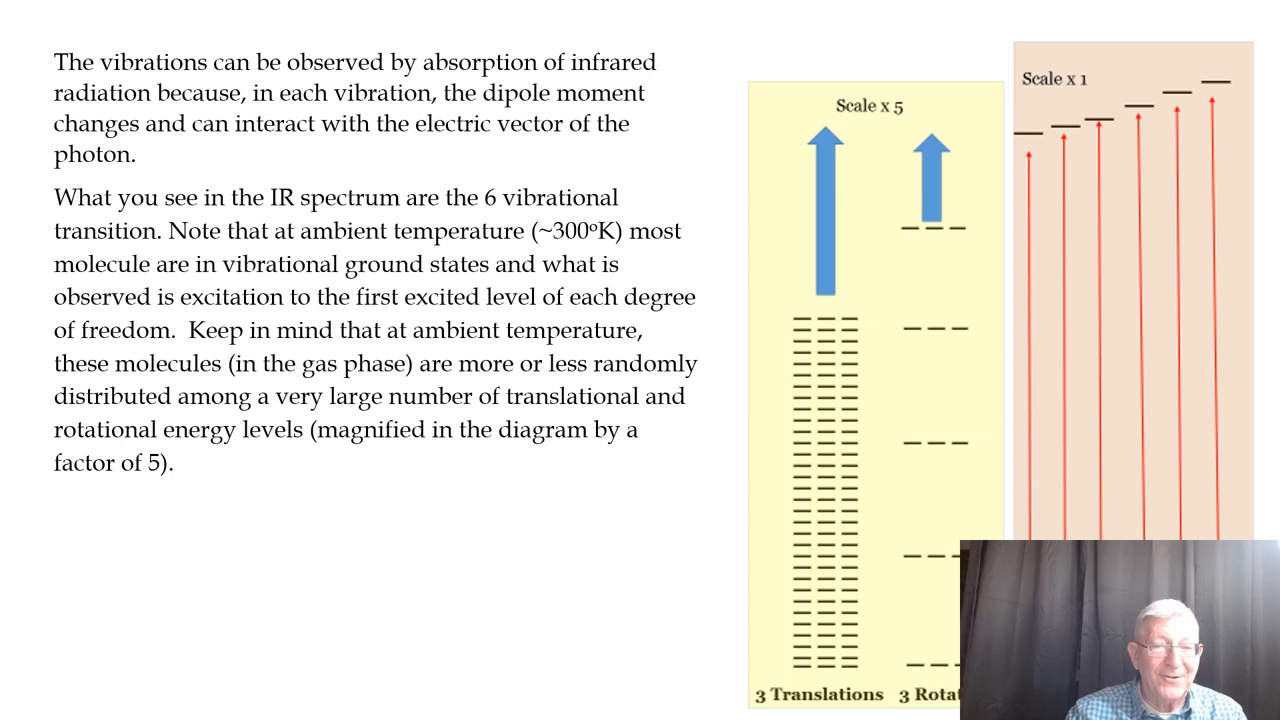 The vibrations can be observed by absorption of infrared
radiation because, in each vibration, the dipole moment
changes and can interact with the electric vector of the
photon.
What you see in the IR spectrum are the 6 vibrational
transition. Note that at ambient temperature (~300ºK) most
molecule are in vibrational ground states and what is
observed is excitation to the first excited level of each degree
of freedom.  Keep in mind that at ambient temperature,
these molecules (in the gas phase) are more or less randomly
distributed among a very large number of translational and
rotational energy levels (magnified in the diagram by a
factor of 5).
Scale x 5
Scale x 1
3 Translations
3 Rota